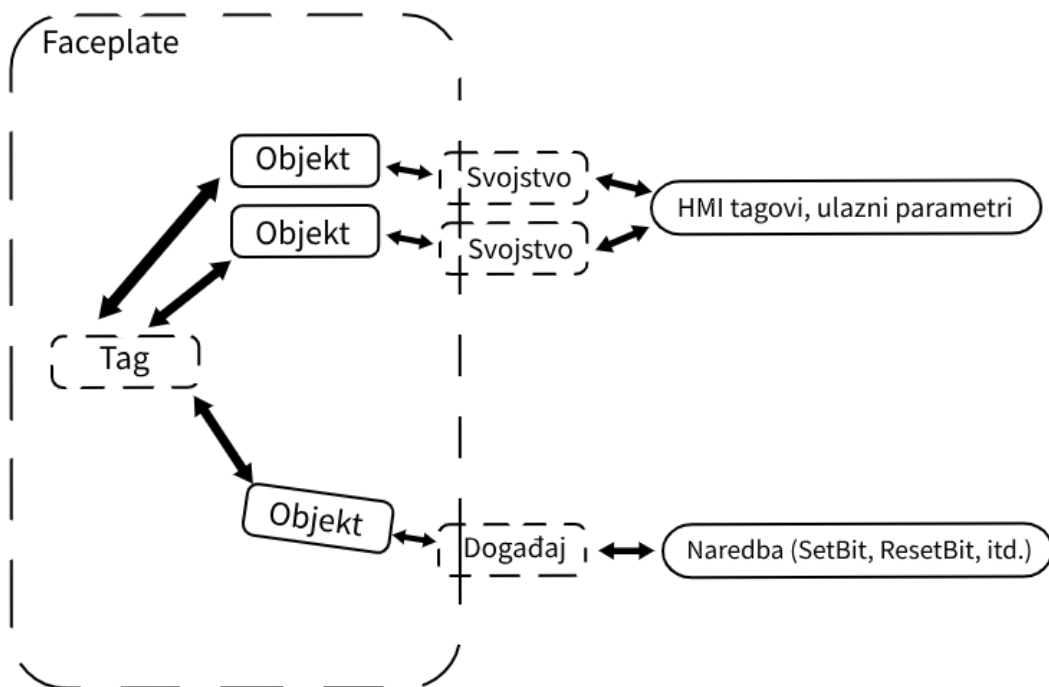 Faceplate
Objekt
Svojstvo
HMI tagovi, ulazni parametri
Objekt
Svojstvo
Tag
Objekt
Događaj
Naredba (SetBit, ResetBit, itd.)